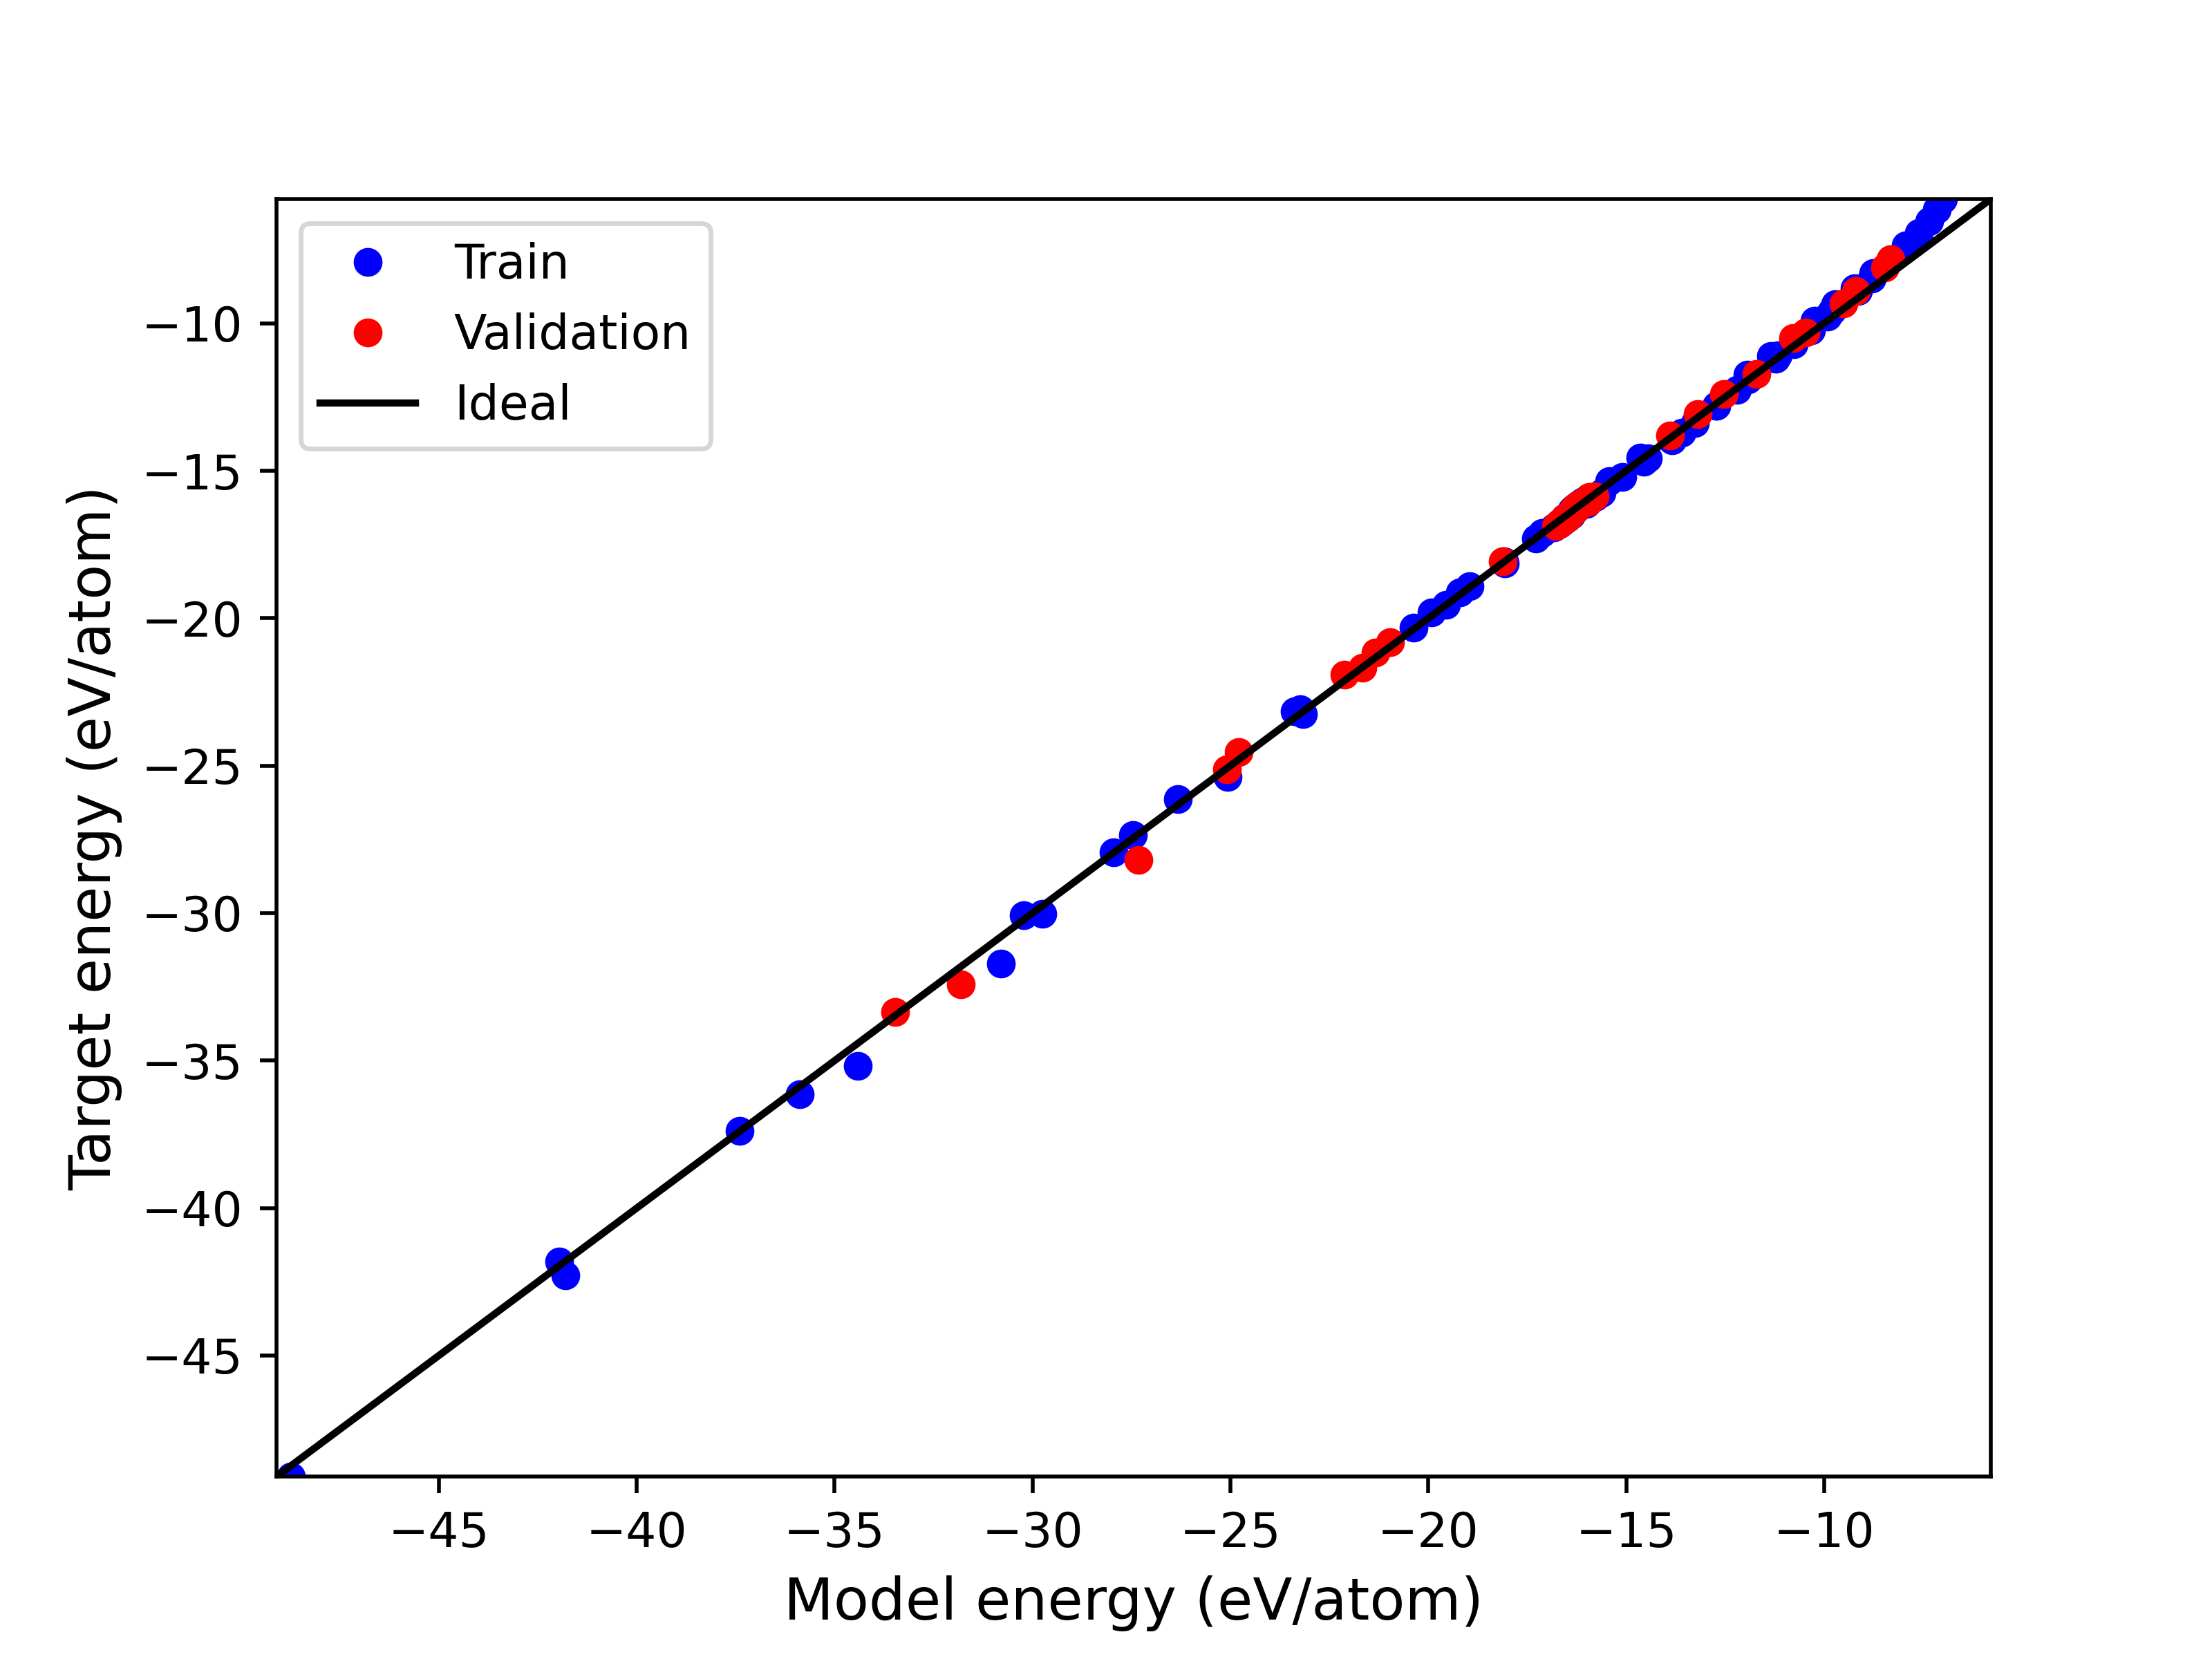 Train
Validation
Ideal
−10
−15
−20
−25
−30
−35
−40
−45
Target energy (eV/atom)
−45 −40 −35 −30 −25 −20 −15 −10
Model energy (eV/atom)